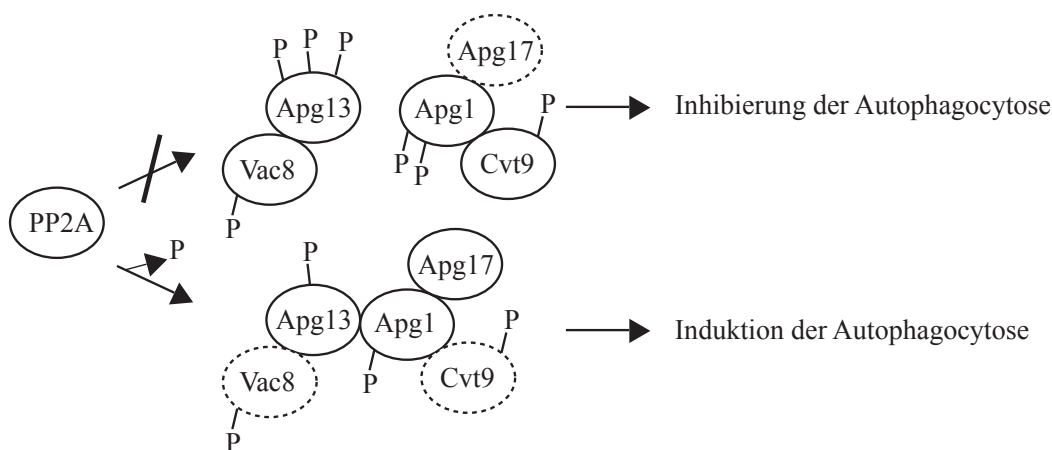 P P P
Apg17
Apg13 Apg1 P Inhibierung der Autophagocytose
Vac8 P P Cvt9
P
PP2A
P
P Apg17
Apg13 Apg1 P Induktion der Autophagocytose
Vac8 P Cvt9
P